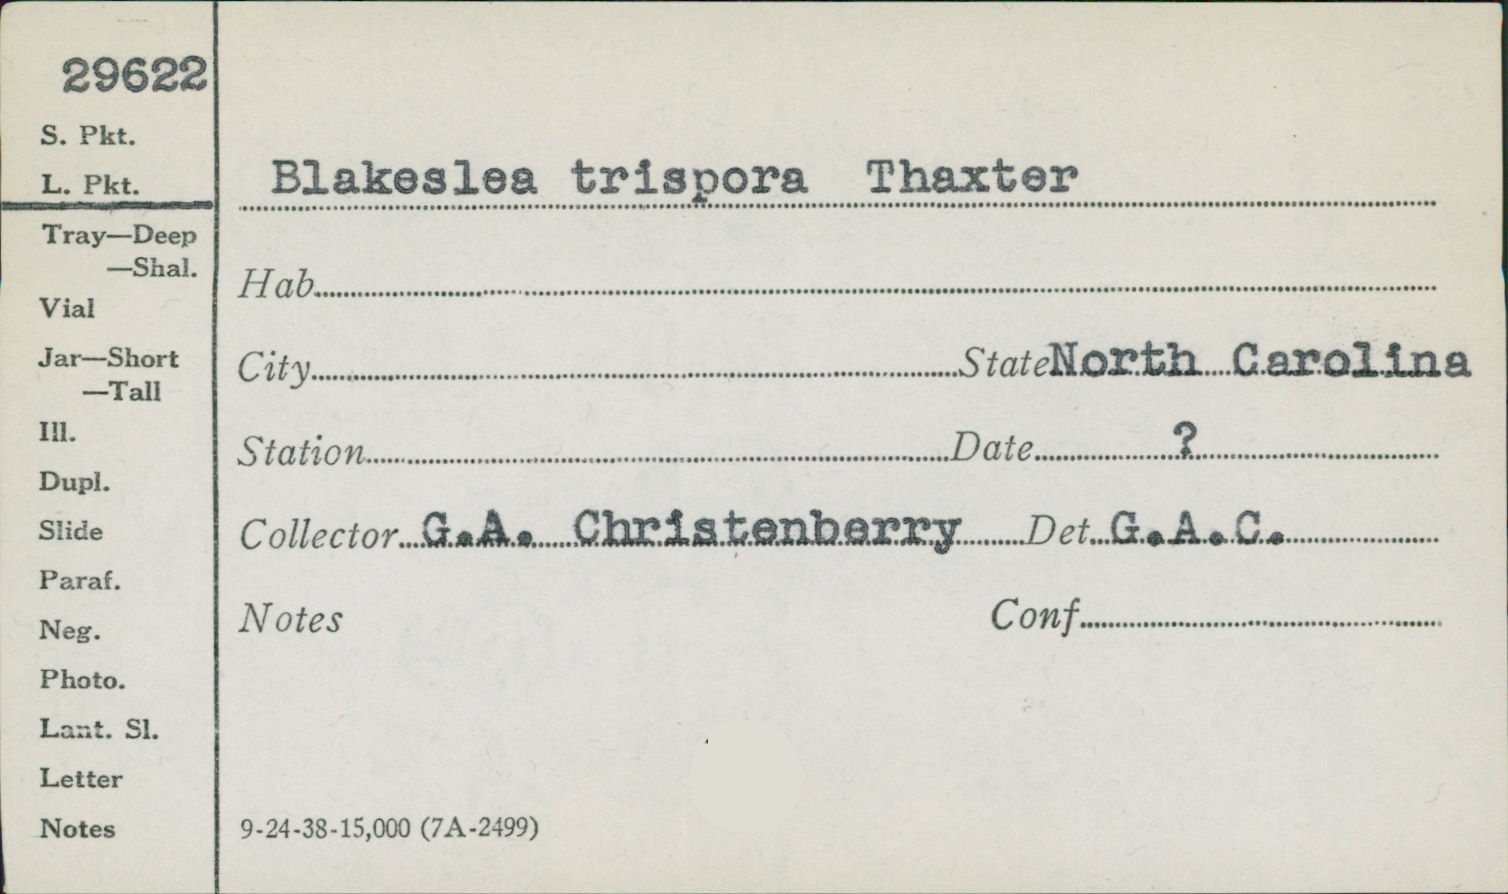 29622
S. Pkt.
L. Pkt.
Tray—Deep
—Shal.
Vial
Jar—Short
—Tall
Ill.
Dupl.
Slide
Paraf.
Neg.
Photo.
Lant. Sl.
Letter
Notes
Blakeslea trispora Thaxter
Hab.
City State North Carolina
Station Date ?
Collector G.A. Christenberry Det. G.A.C.
Notes Conf.
9-24-38-15,000 (7A-2499)